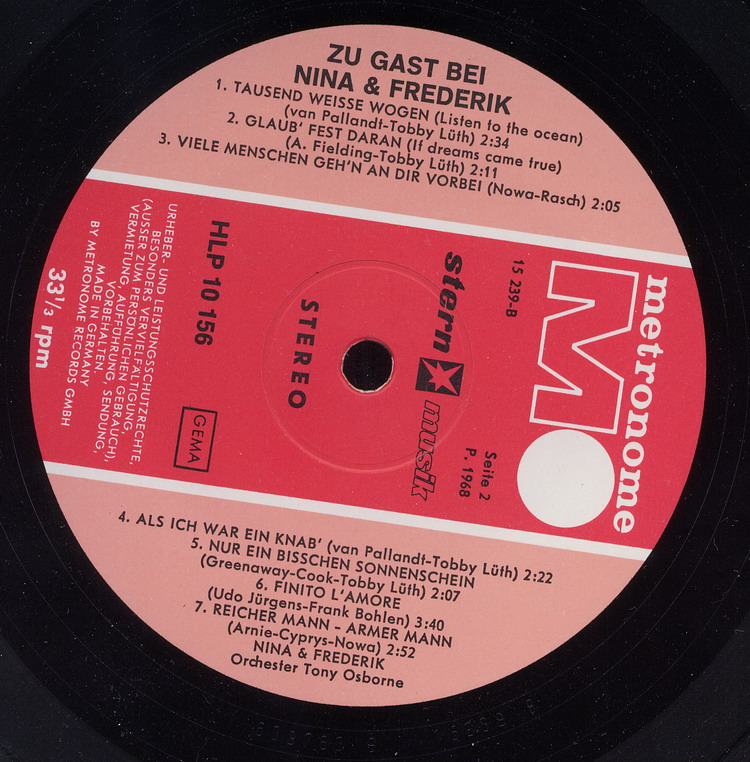 ZU GAST BEI
NINA & FREDERIK
1. TAUSEND WEISSE WOGEN (Listen to the ocean)
(van Pallandt-Tobby Lüth) 2:34
2. GLAUB' FEST DARAN (If dreams came true)
(A. Fielding-Tobby Lüth) 2:11
3. VIELE MENSCHEN GEH'N AN DIR VORBEI (Nowa-Rasch) 2:05
metronome
M
15 239-B
stern musik
Seite 2
P. 1968
STEREO
HLP 10 156
GEMA
URHEBER- UND LEISTUNGSSCHUTZRECHTE,
BESONDERS VERVIELFÄLTIGUNG,
(AUSSER ZUM PERSÖNLICHEN GEBRAUCH),
VERMIETUNG, AUFFÜHRUNG, SENDUNG,
VORBEHALTEN.
MADE IN GERMANY
BY METRONOME RECORDS GMBH
33 1/3 rpm
4. ALS ICH WAR EIN KNAB' (van Pallandt-Tobby Lüth) 2:22
5. NUR EIN BISSCHEN SONNENSCHEIN
(Greenaway-Cook-Tobby Lüth) 2:07
6. FINITO L'AMORE
(Udo Jürgens-Frank Bohlen) 3:40
7. REICHER MANN - ARMER MANN
(Arnie-Cyprys-Nowa) 2:52
NINA & FREDERIK
Orchester Tony Osborne